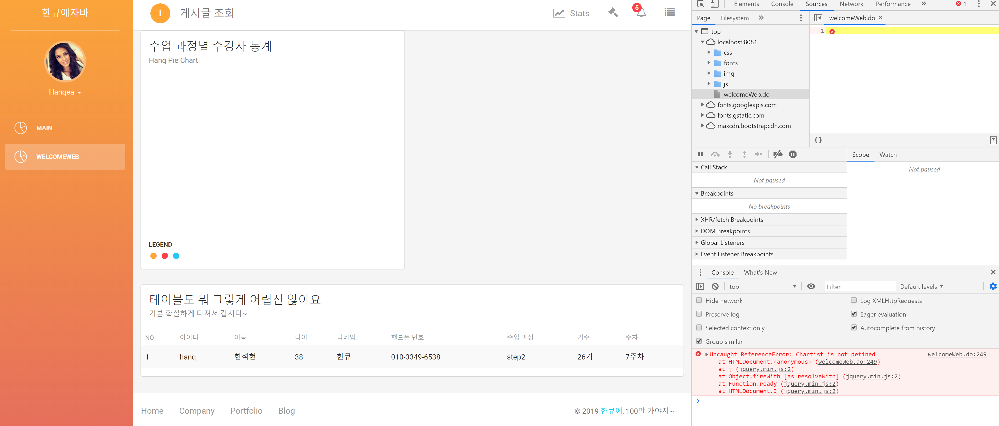 한큐에자바
Hanqea
MAIN
WELCOMEWEB
게시글 조회
Stats
5
수업 과정별 수강자 통계
Hanq Pie Chart
LEGEND
테이블도 뭐 그렇게 어렵진 않아요
기본 확실하게 다져서 갑시다~
NO 아이디 이름 나이 닉네임 핸드폰 번호 수업 과정 기수 주차
1 hanq 한석현 38 한큐 010-3349-6538 step2 26기 7주차
Home Company Portfolio Blog
© 2019 한큐에, 100만 가야지~
Elements Console Sources Network Performance » 1
Page Filesystem »
welcomeWeb.do
top
localhost:8081
css
fonts
img
js
welcomeWeb.do
fonts.googleapis.com
fonts.gstatic.com
maxcdn.bootstrapcdn.com
1
{}
Scope Watch
Not paused
Call Stack
Not paused
Breakpoints
No breakpoints
XHR/fetch Breakpoints
DOM Breakpoints
Global Listeners
Event Listener Breakpoints
Console What's New
top Filter Default levels
Hide network Log XMLHttpRequests
Preserve log Eager evaluation
Selected context only Autocomplete from history
Group similar
Uncaught ReferenceError: Chartist is not defined welcomeWeb.do:249
at HTMLDocument.<anonymous> (welcomeWeb.do:249)
at j (jquery.min.js:2)
at Object.fireWith [as resolveWith] (jquery.min.js:2)
at Function.ready (jquery.min.js:2)
at HTMLDocument.J (jquery.min.js:2)
>